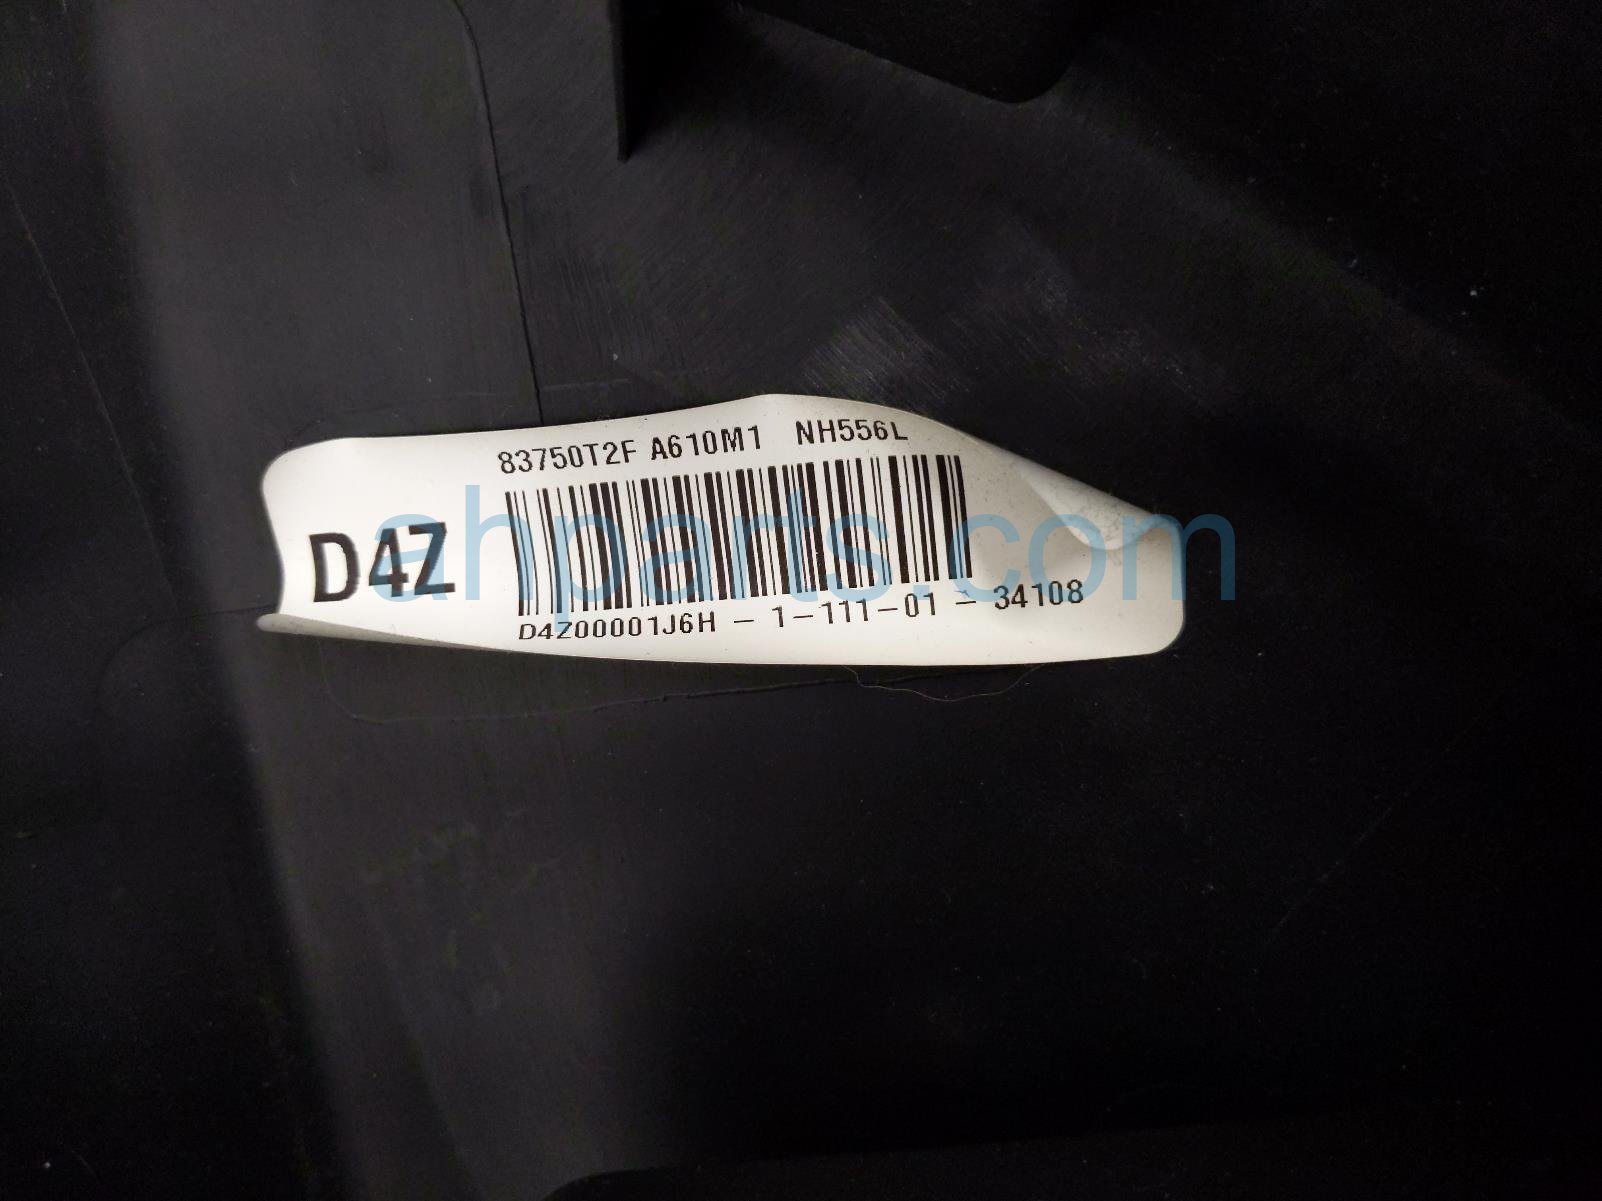 83750T2F A610M1 NH556L
D4Z
D4Z00001J6H - 1-111-01 - 34108
ahparts.com